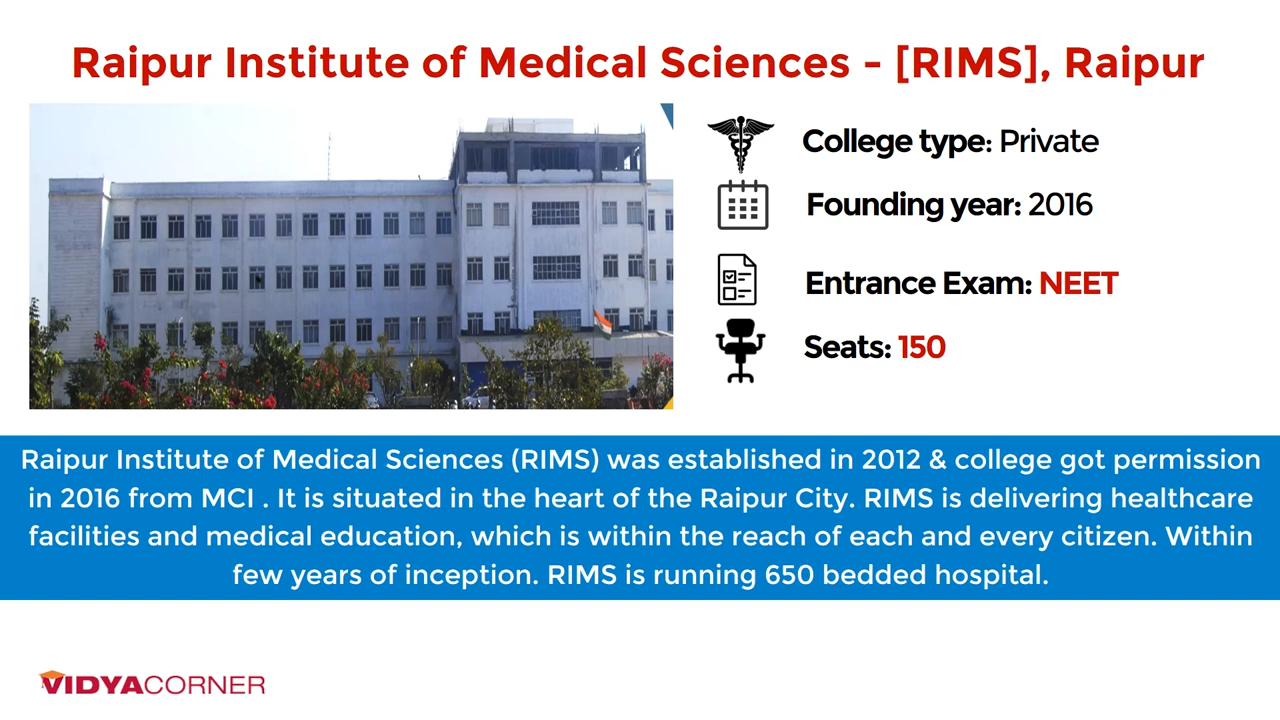 Raipur Institute of Medical Sciences - [RIMS], Raipur
College type: Private
Founding year: 2016
Entrance Exam: NEET
Seats: 150
Raipur Institute of Medical Sciences (RIMS) was established in 2012 & college got permission
in 2016 from MCI . It is situated in the heart of the Raipur City. RIMS is delivering healthcare
facilities and medical education, which is within the reach of each and every citizen. Within
few years of inception. RIMS is running 650 bedded hospital.
VIDYACORNER